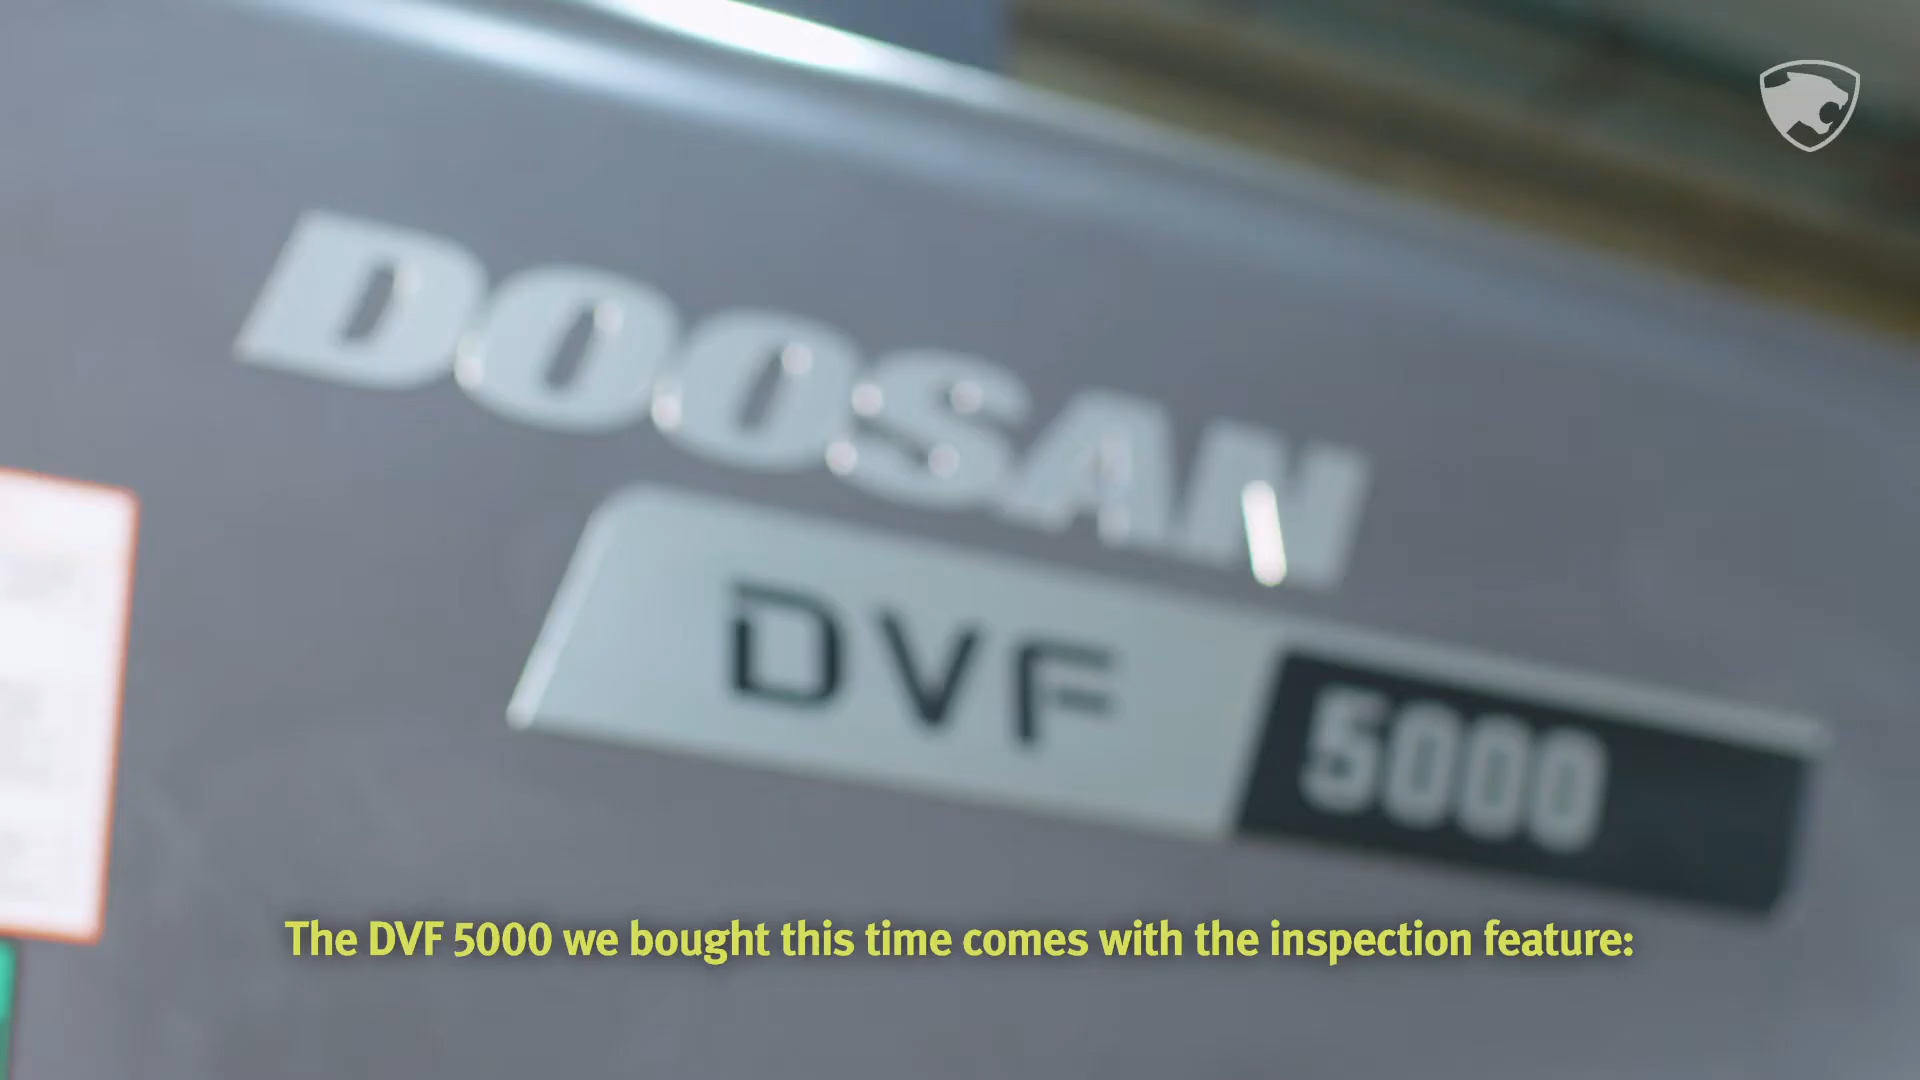 DOOSAN
DVF 5000
The DVF 5000 we bought this time comes with the inspection feature: